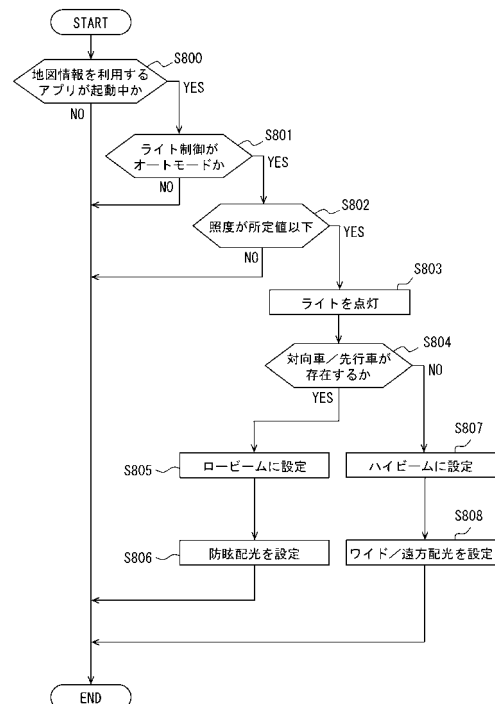 START
S800
地図情報を利用する
アプリが起動中か
YES
NO
S801
ライト制御が
オートモードか
YES
NO
S802
照度が所定値以下
YES
NO
S803
ライトを点灯
S804
対向車／先行車が
存在するか
NO
YES
S805
ロービームに設定
S807
ハイビームに設定
S806
防眩配光を設定
S808
ワイド／遠方配光を設定
END